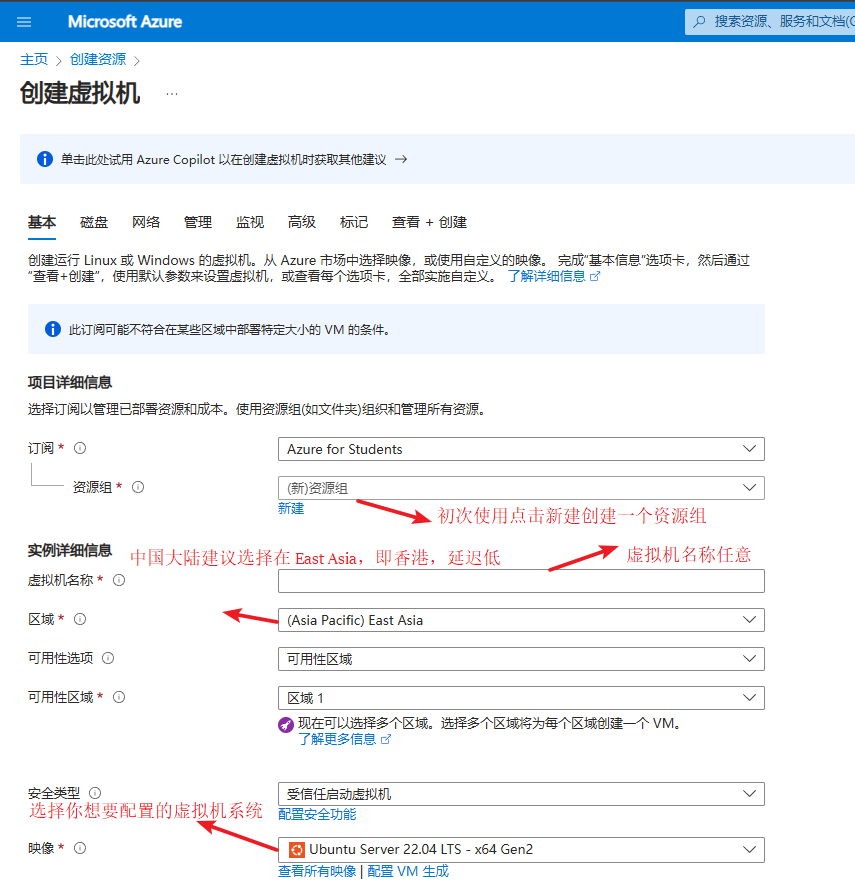 Microsoft Azure
搜索资源、服务和文档(G
主页 > 创建资源 >
创建虚拟机 ...
单击此处试用 Azure Copilot 以在创建虚拟机时获取其他建议 →
基本 磁盘 网络 管理 监视 高级 标记 查看 + 创建
创建运行 Linux 或 Windows 的虚拟机。从 Azure 市场中选择映像，或使用自定义的映像。 完成“基本信息”选项卡，然后通过
“查看+创建”，使用默认参数来设置虚拟机，或查看每个选项卡，全部实施自定义。 了解详细信息
此订阅可能不符合在某些区域中部署特定大小的 VM 的条件。
项目详细信息
选择订阅以管理已部署资源和成本。使用资源组(如文件夹)组织和管理所有资源。
订阅 * Azure for Students
资源组 * (新)资源组
新建
初次使用点击新建创建一个资源组
实例详细信息
中国大陆建议选择在 East Asia，即香港，延迟低
虚拟机名称任意
虚拟机名称 *
区域 * (Asia Pacific) East Asia
可用性选项 可用性区域
可用性区域 * 区域 1
现在可以选择多个区域。选择多个区域将为每个区域创建一个 VM。
了解更多信息
安全类型 受信任启动虚拟机
选择你想要配置的虚拟机系统
配置安全功能
映像 * Ubuntu Server 22.04 LTS - x64 Gen2
查看所有映像 | 配置 VM 生成